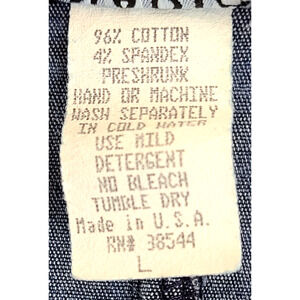 96% COTTON
4% SPANDEX
PRESHRUNK
HAND OR MACHINE
WASH SEPARATELY
IN COLD WATER
USE MILD
DETERGENT
NO BLEACH
TUMBLE DRY
Made in U.S.A.
RN# 38544
L